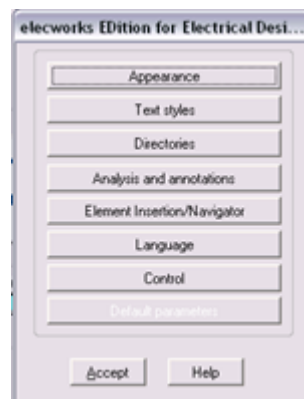 elecworks EDition for Electrical Desi...
Appearance
Text styles
Directories
Analysis and annotations
Element Insertion/Navigator
Language
Control
Default parameters
Accept
Help